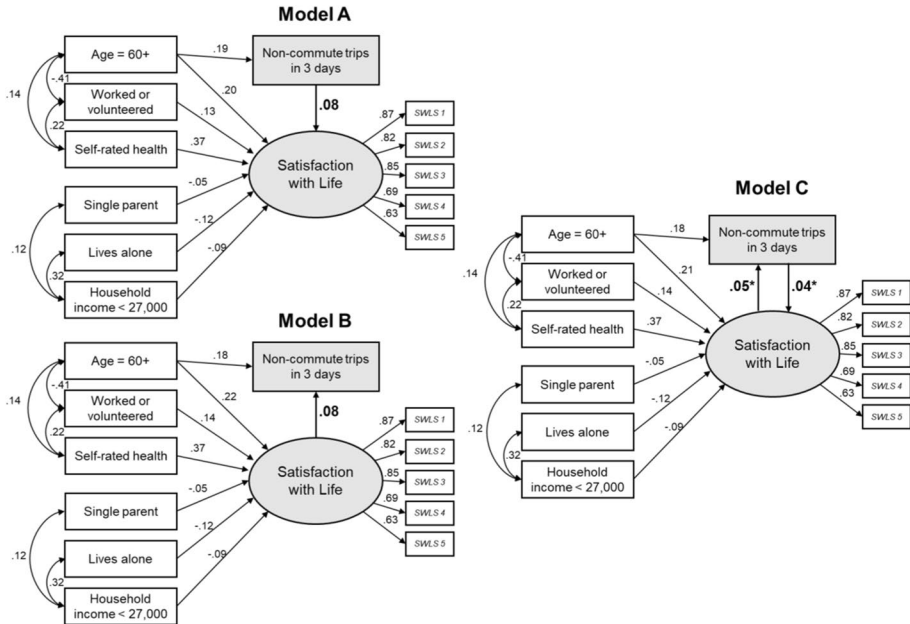 Model A
Age = 60+
Worked or
volunteered
Self-rated health
Single parent
Lives alone
Household
income < 27,000
.14
-.41
.22
.12
.32
.19
.20
.13
.37
-.05
-.12
-.09
Non-commute trips
in 3 days
.08
Satisfaction
with Life
.87
.82
.85
.69
.63
SWLS 1
SWLS 2
SWLS 3
SWLS 4
SWLS 5
Model B
Age = 60+
Worked or
volunteered
Self-rated health
Single parent
Lives alone
Household
income < 27,000
.14
-.41
.22
.12
.32
.18
.22
.14
.37
-.05
-.12
-.09
Non-commute trips
in 3 days
.08
Satisfaction
with Life
.87
.82
.85
.69
.63
SWLS 1
SWLS 2
SWLS 3
SWLS 4
SWLS 5
Model C
Age = 60+
Worked or
volunteered
Self-rated health
Single parent
Lives alone
Household
income < 27,000
.14
-.41
.22
.12
.32
.18
.21
.14
.37
-.05
-.12
-.09
Non-commute trips
in 3 days
.05*
.04*
Satisfaction
with Life
.87
.82
.85
.69
.63
SWLS 1
SWLS 2
SWLS 3
SWLS 4
SWLS 5